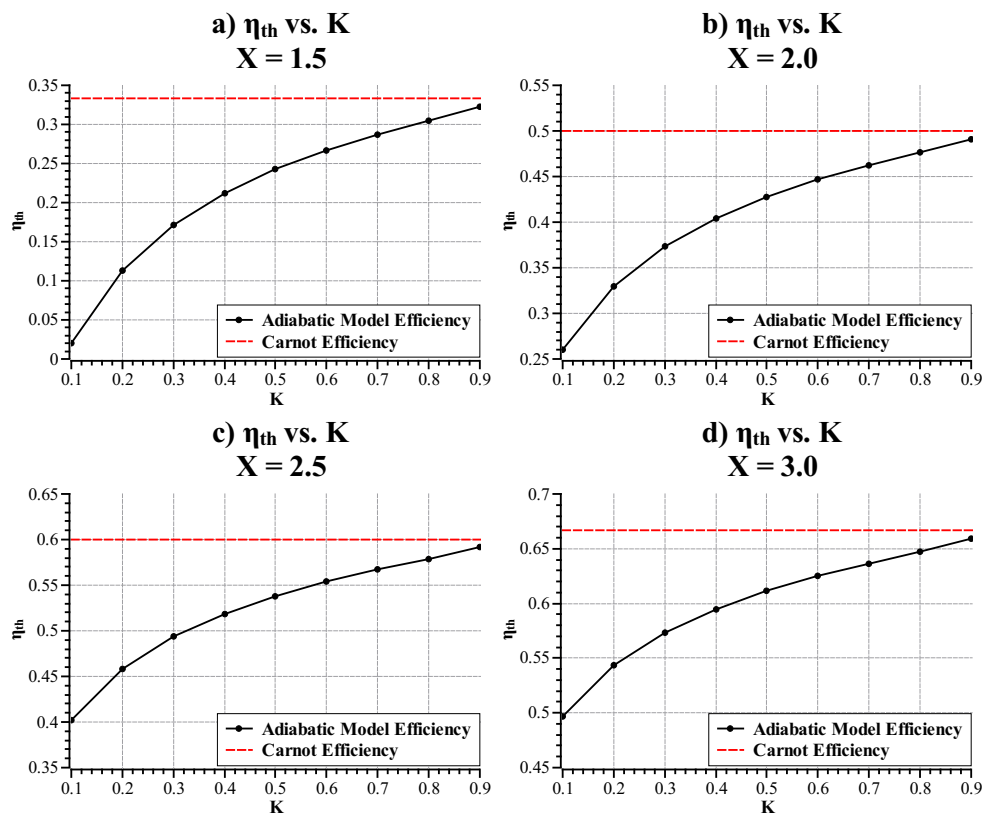 a) ηth vs. K
X = 1.5
0.35
0.3
0.25
0.2
0.15
0.1
0.05
0
ηth
Adiabatic Model Efficiency
Carnot Efficiency
0.1 0.2 0.3 0.4 0.5 0.6 0.7 0.8 0.9
K
b) ηth vs. K
X = 2.0
0.55
0.5
0.45
0.4
0.35
0.3
0.25
ηth
Adiabatic Model Efficiency
Carnot Efficiency
0.1 0.2 0.3 0.4 0.5 0.6 0.7 0.8 0.9
K
c) ηth vs. K
X = 2.5
0.65
0.6
0.55
0.5
0.45
0.4
0.35
ηth
Adiabatic Model Efficiency
Carnot Efficiency
0.1 0.2 0.3 0.4 0.5 0.6 0.7 0.8 0.9
K
d) ηth vs. K
X = 3.0
0.7
0.65
0.6
0.55
0.5
0.45
ηth
Adiabatic Model Efficiency
Carnot Efficiency
0.1 0.2 0.3 0.4 0.5 0.6 0.7 0.8 0.9
K